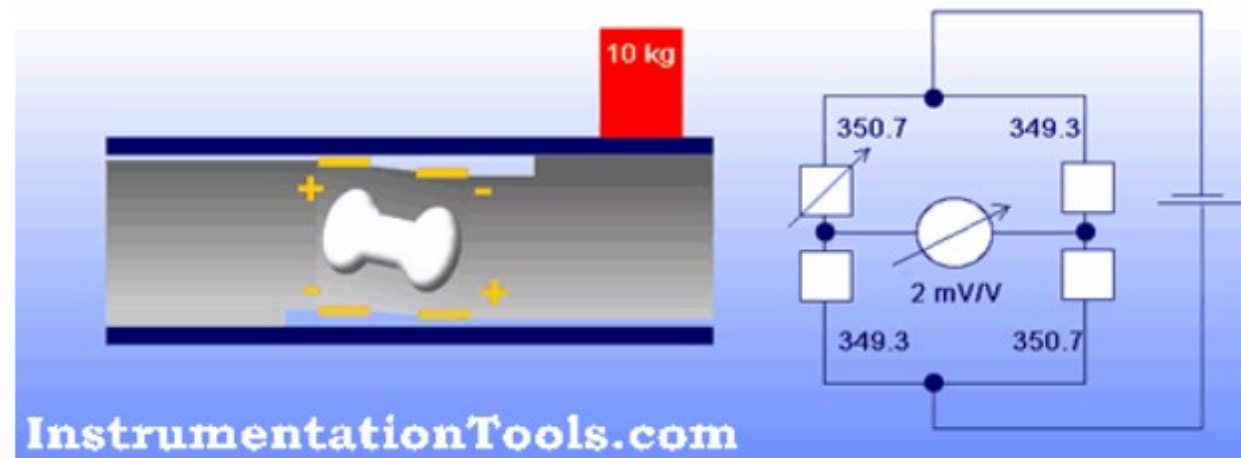 10 kg
350.7
349.3
+
-
2 mV/V
-
+
349.3
350.7
InstrumentationTools.com